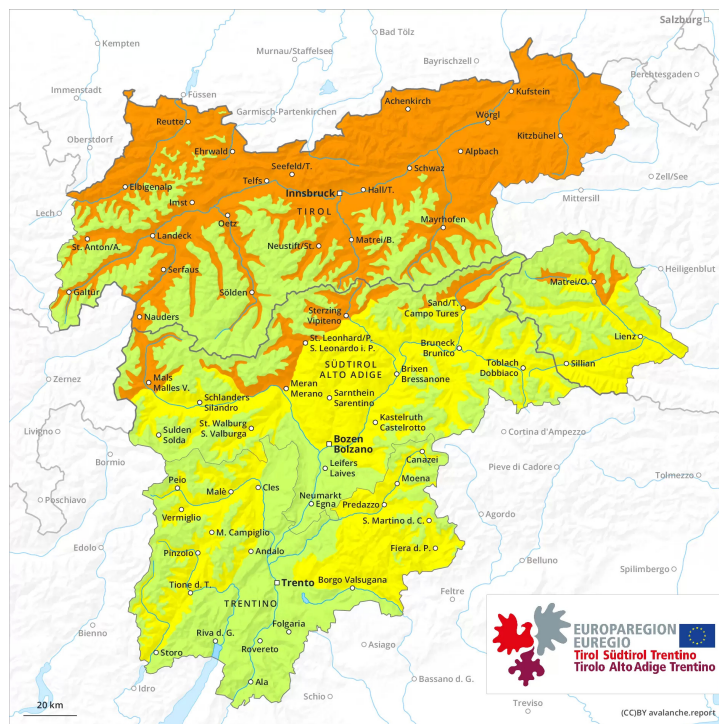 Salzburg
Kempten
Bad Tölz
Murnau/Staffelsee
Bayrischzell
Berchtesgaden
Immenstadt
Füssen
Garmisch-Partenkirchen
Achenkirch
Kufstein
Reutte
Wörgl
Oberstdorf
Ehrwald
Kitzbühel
Alpbach
Seefeld/T.
Schwaz
Zell/See
Elbigenalp
Telfs
Innsbruck
Hall/T.
Mittersill
Lech
Imst
TIROL
Oetz
Mayrhofen
St. Anton/A.
Landeck
Neustift/St.
Matrei/B.
Serfaus
Heiligenblut
Matrei/O.
Galtür
Sölden
Nauders
Sterzing
Vipiteno
Sand/T.
Campo Tures
Lienz
St. Leonhard/P.
S. Leonardo i. P.
Bruneck
Brunico
Toblach
Dobbiaco
Sillian
SÜDTIROL
ALTO ADIGE
Brixen
Bressanone
Zernez
Mals
Malles V.
Meran
Merano
Schlanders
Silandro
Sarnthein
Sarentino
St. Walburg
S. Valburga
Kastelruth
Castelrotto
Livigno
Sulden
Solda
Cortina d'Ampezzo
Bozen
Bolzano
Bormio
Canazei
Pieve di Cadore
Leifers
Laives
Tolmezzo
Peio
Moena
Malè
Cles
Neumarkt
Egna
Predazzo
Poschiavo
Vermiglio
S. Martino d. C.
Agordo
M. Campiglio
Edolo
Pinzolo
Andalo
Fiera d. P.
Belluno
Spilimbergo
Trento
Borgo Valsugana
Tione d. T.
Feltre
TRENTINO
Folgaria
Bienno
Riva d. G.
Rovereto
Asiago
Storo
Bassano d. G.
Ala
Idro
Schio
Treviso
EUROPAREGION
EUREGIO
Tirol Südtirol Trentino
Tirolo Alto Adige Trentino
20 km
(CC)BY avalanche.report